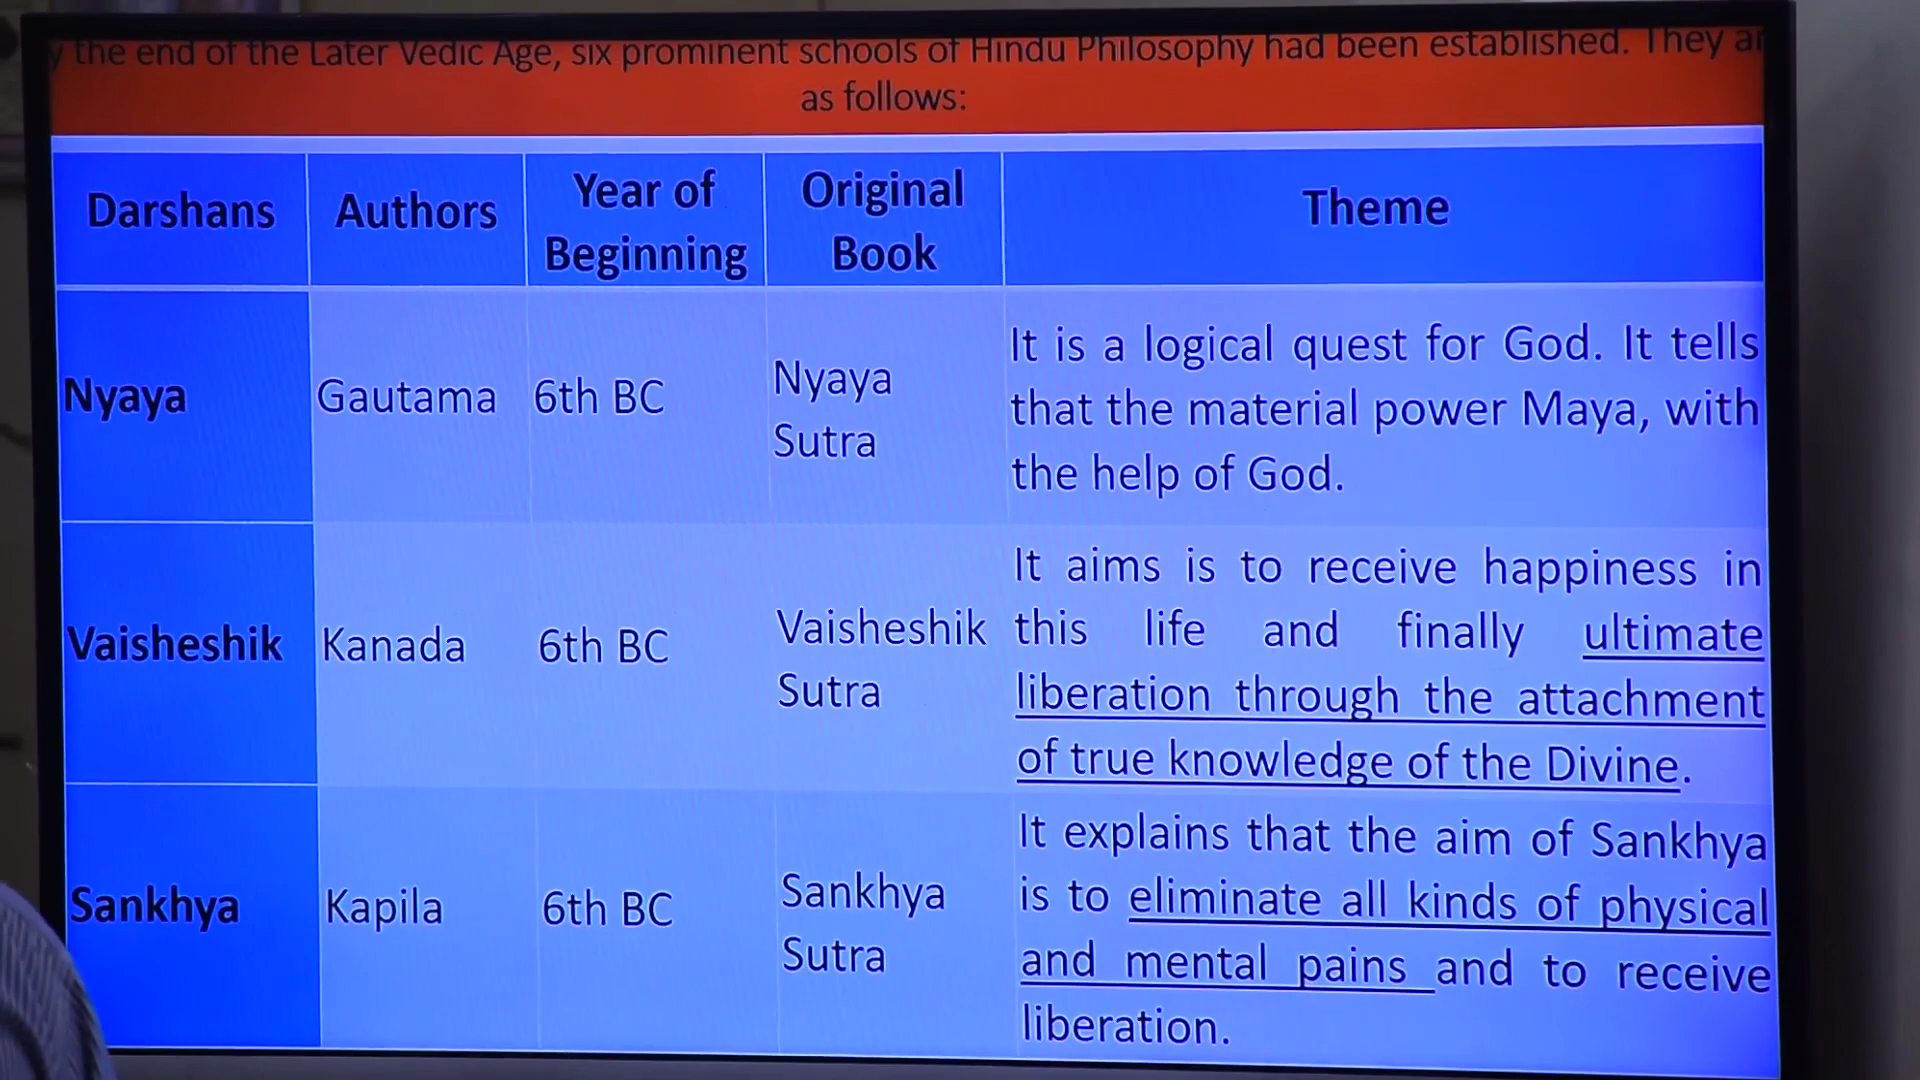 the end of the Later Vedic Age, six prominent schools of Hindu Philosophy had been established. They
as follows:
Darshans
Authors
Year of
Beginning
Original
Book
Theme
Nyaya
Gautama
6th BC
Nyaya
Sutra
It is a logical quest for God. It tells
that the material power Maya, with
the help of God.
Vaisheshik
Kanada
6th BC
Vaisheshik
Sutra
It aims is to receive happiness in
this life and finally ultimate
liberation through the attachment
of true knowledge of the Divine.
Sankhya
Kapila
6th BC
Sankhya
Sutra
It explains that the aim of Sankhya
is to eliminate all kinds of physical
and mental pains and to receive
liberation.